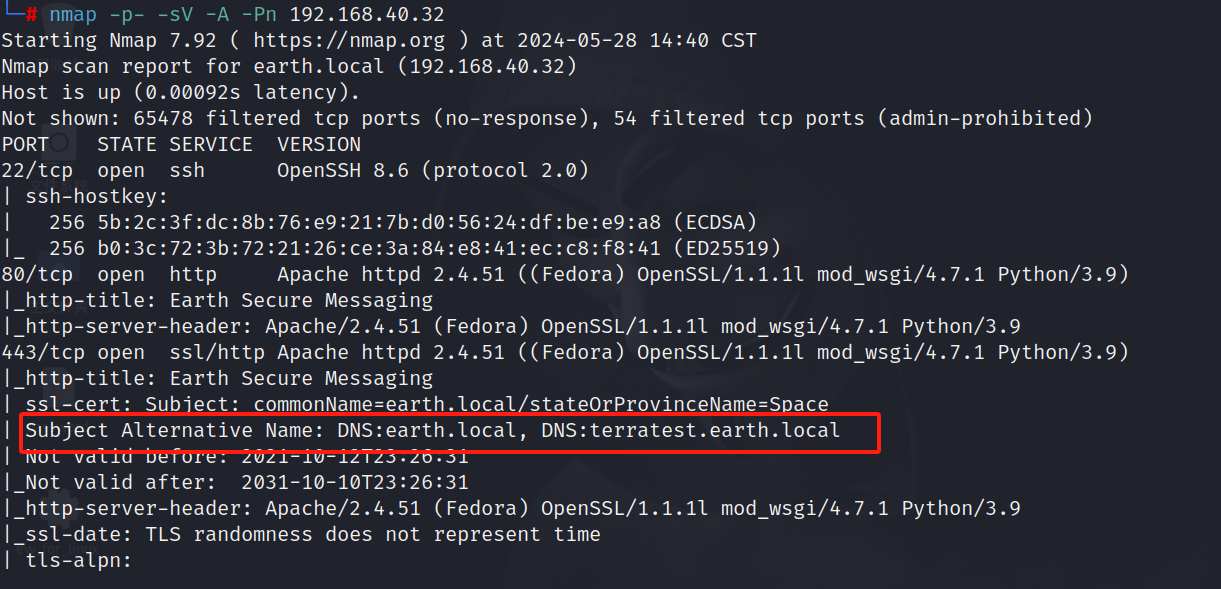 └─# nmap -p- -sV -A -Pn 192.168.40.32
Starting Nmap 7.92 ( https://nmap.org ) at 2024-05-28 14:40 CST
Nmap scan report for earth.local (192.168.40.32)
Host is up (0.00092s latency).
Not shown: 65478 filtered tcp ports (no-response), 54 filtered tcp ports (admin-prohibited)
PORT    STATE SERVICE  VERSION
22/tcp  open  ssh      OpenSSH 8.6 (protocol 2.0)
| ssh-hostkey:
|   256 5b:2c:3f:dc:8b:76:e9:21:7b:d0:56:24:df:be:e9:a8 (ECDSA)
|_  256 b0:3c:72:3b:72:21:26:ce:3a:84:e8:41:ec:c8:f8:41 (ED25519)
80/tcp  open  http     Apache httpd 2.4.51 ((Fedora) OpenSSL/1.1.1l mod_wsgi/4.7.1 Python/3.9)
|_http-title: Earth Secure Messaging
|_http-server-header: Apache/2.4.51 (Fedora) OpenSSL/1.1.1l mod_wsgi/4.7.1 Python/3.9
443/tcp open  ssl/http Apache httpd 2.4.51 ((Fedora) OpenSSL/1.1.1l mod_wsgi/4.7.1 Python/3.9)
|_http-title: Earth Secure Messaging
| ssl-cert: Subject: commonName=earth.local/stateOrProvinceName=Space
| Subject Alternative Name: DNS:earth.local, DNS:terratest.earth.local
| Not valid before: 2021-10-12T23:26:31
|_Not valid after:  2031-10-10T23:26:31
|_http-server-header: Apache/2.4.51 (Fedora) OpenSSL/1.1.1l mod_wsgi/4.7.1 Python/3.9
|_ssl-date: TLS randomness does not represent time
| tls-alpn: